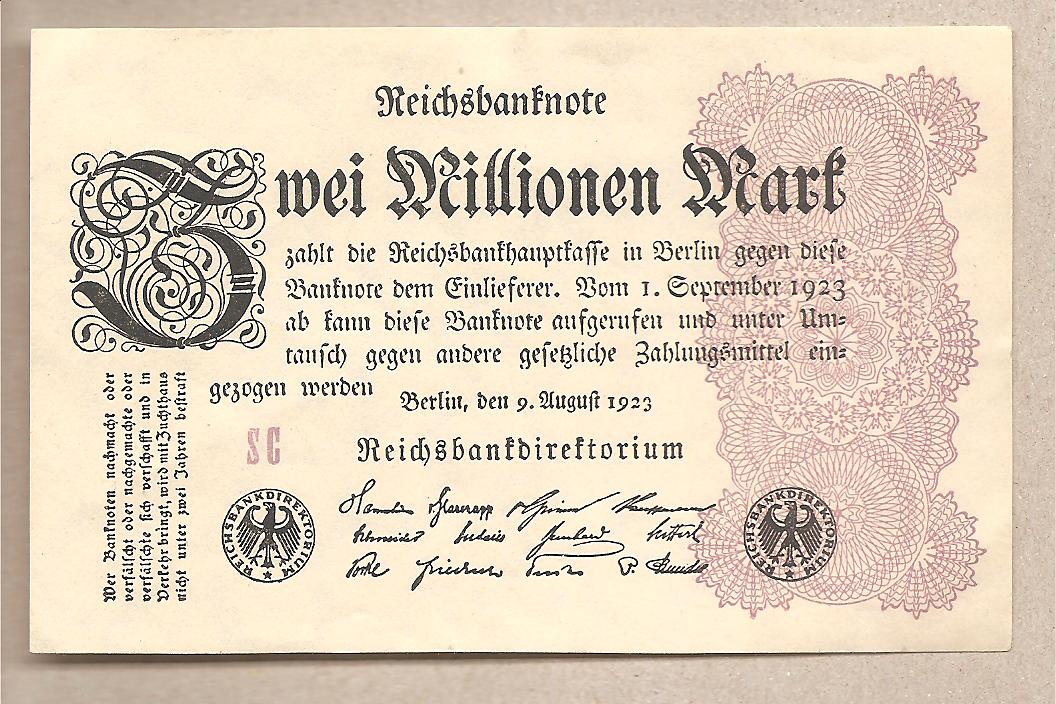 Reichsbanknote
Zwei Millionen Mark
zahlt die Reichsbankhauptkasse in Berlin gegen diese
Banknote dem Einlieferer. Vom 1. September 1923
ab kann diese Banknote aufgerufen und unter Um-
tausch gegen andere gesetzliche Zahlungsmittel ein-
gezogen werden
Berlin, den 9. August 1923
Reichsbankdirektorium
SC
Wer Banknoten nachmacht oder
verfälscht oder nachgemachte oder
verfälschte sich verschafft und in
Verkehr bringt, wird mit Zuchthaus
nicht unter zwei Jahren bestraft
REICHSBANKDIREKTORIUM
Schneider
Friedrich
P.
REICHSBANKDIREKTORIUM